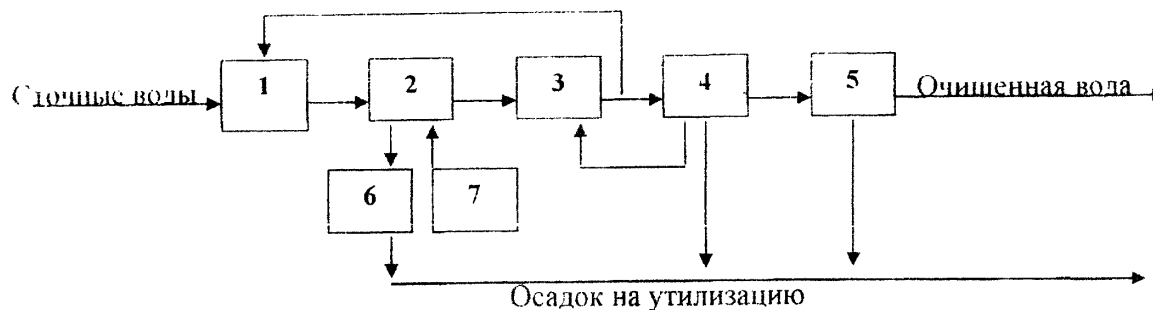 1 2 3 4 5
Сточные воды
Очищенная вода
6 7
Осадок на утилизацию